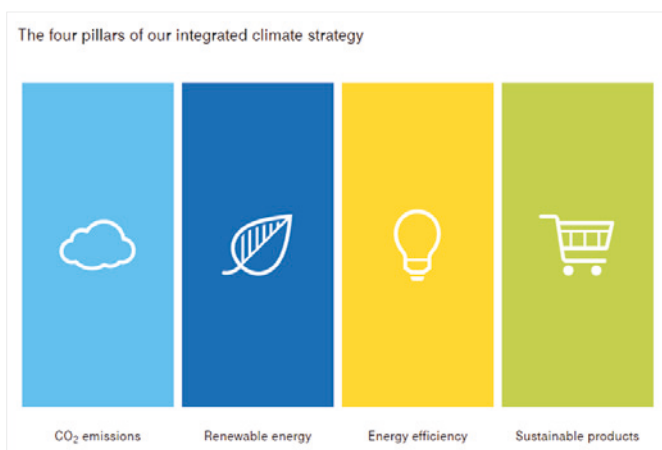 The four pillars of our integrated climate strategy
CO₂ emissions
Renewable energy
Energy efficiency
Sustainable products